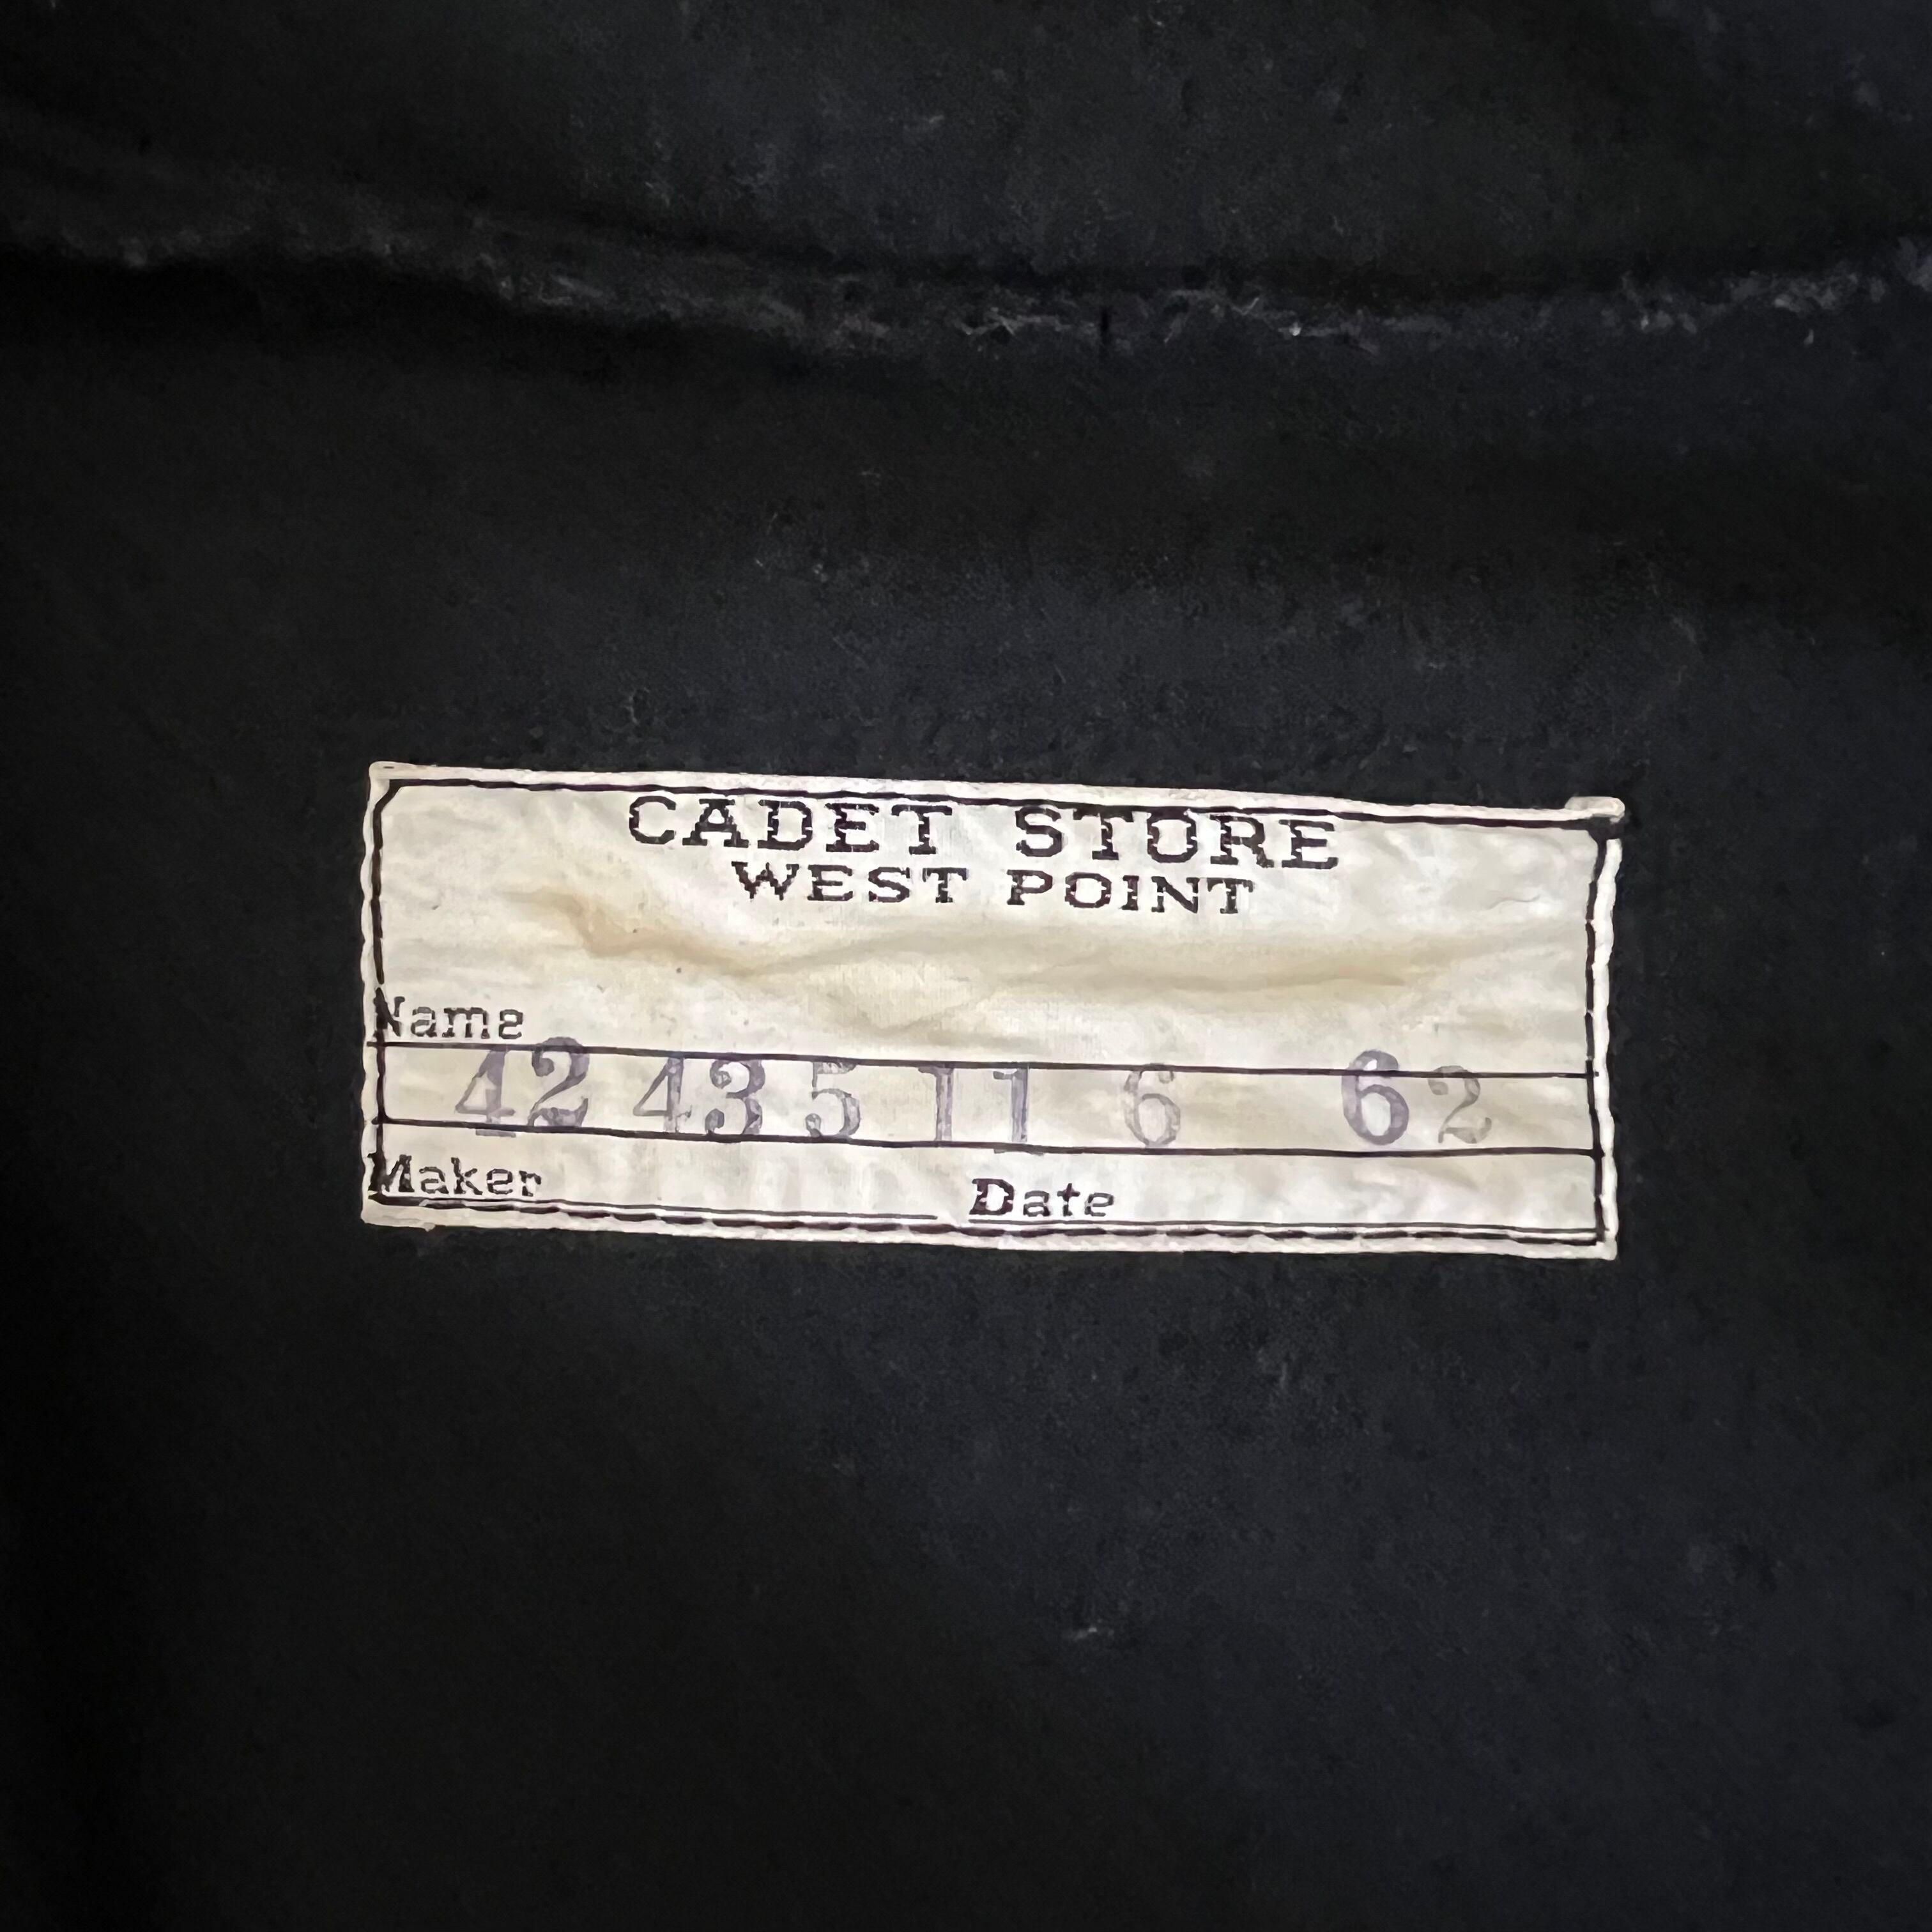 CADET STORE
WEST POINT
Name
42 43 5 11 6 62
Maker Date